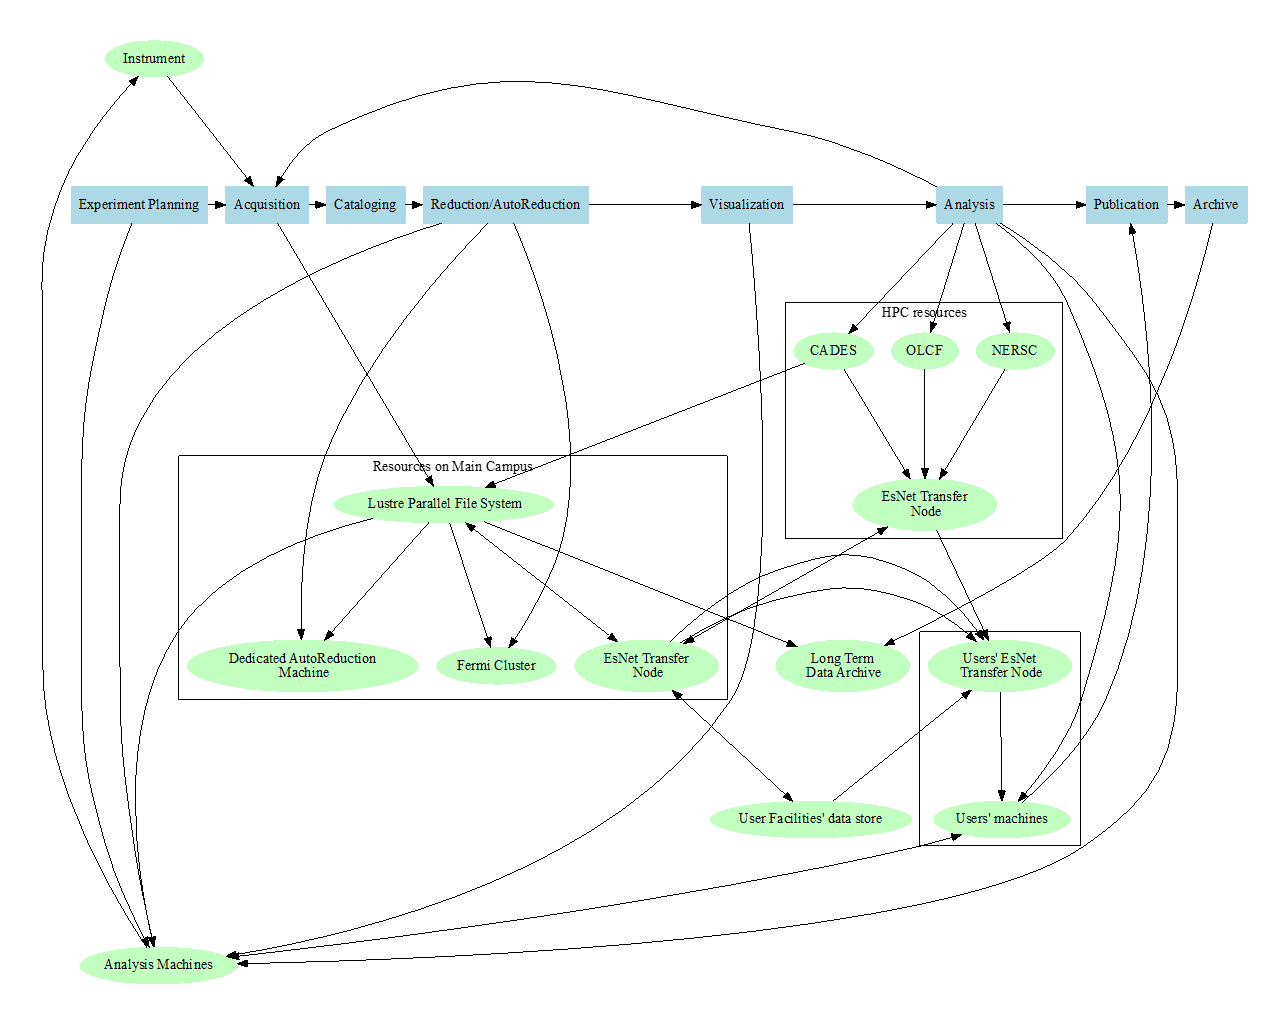 Instrument
Experiment Planning
Acquisition
Cataloging
Reduction/AutoReduction
Visualization
Analysis
Publication
Archive
HPC resources
CADES
OLCF
NERSC
Resources on Main Campus
Lustre Parallel File System
EsNet Transfer
Node
Dedicated AutoReduction
Machine
Fermi Cluster
EsNet Transfer
Node
Long Term
Data Archive
Users' EsNet
Transfer Node
User Facilities' data store
Users' machines
Analysis Machines